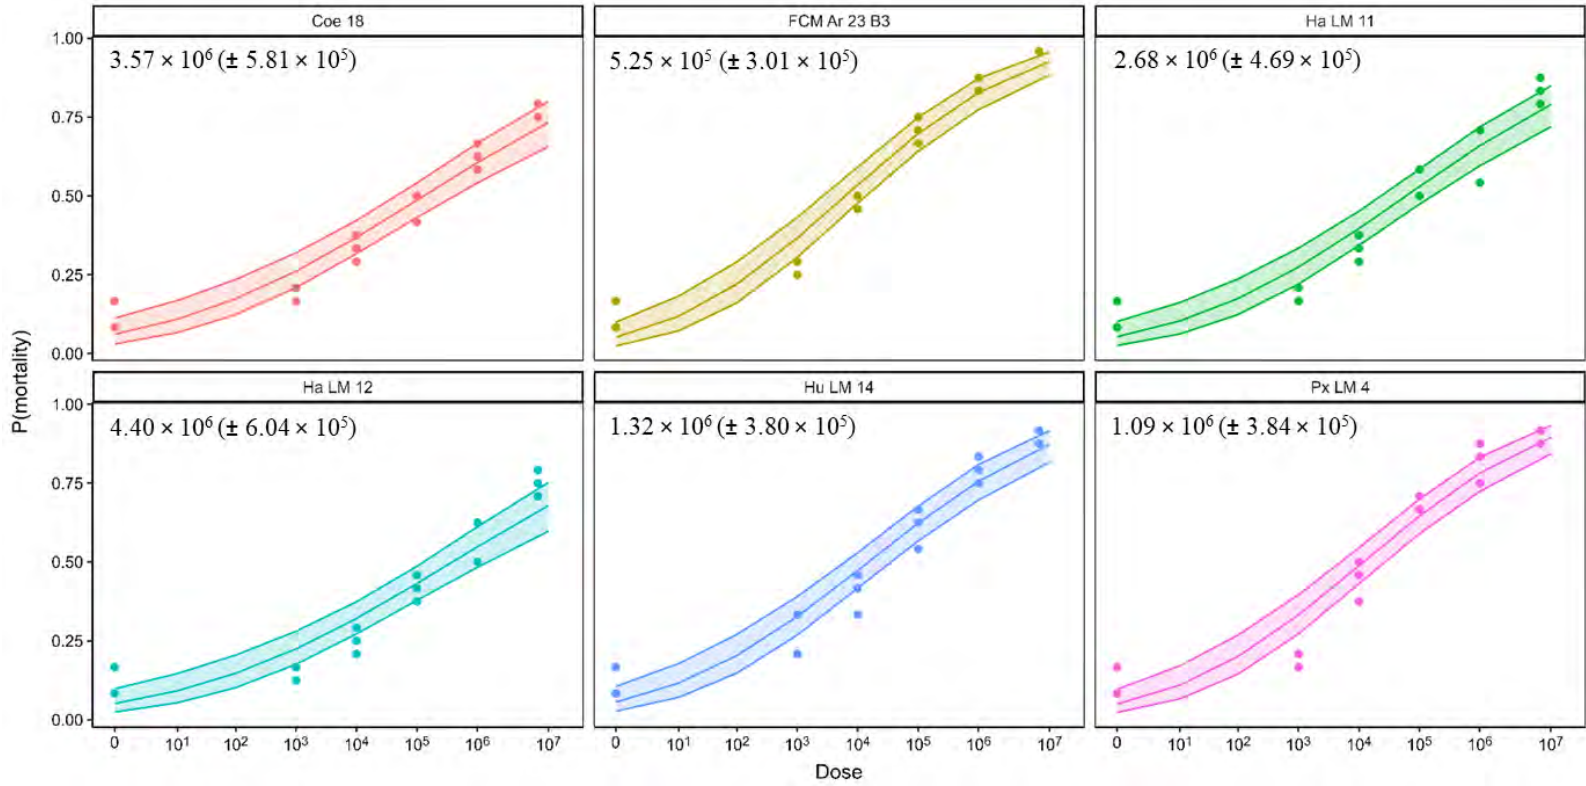 Coe 18
FCM Ar 23 B3
Ha LM 11
1.00
3.57 × 10⁶ (± 5.81 × 10⁵)
5.25 × 10⁵ (± 3.01 × 10⁵)
2.68 × 10⁶ (± 4.69 × 10⁵)
0.75
0.50
0.25
0.00
P(mortality)
Ha LM 12
Hu LM 14
Px LM 4
1.00
4.40 × 10⁶ (± 6.04 × 10⁵)
1.32 × 10⁶ (± 3.80 × 10⁵)
1.09 × 10⁶ (± 3.84 × 10⁵)
0.75
0.50
0.25
0.00
0 10¹ 10² 10³ 10⁴ 10⁵ 10⁶ 10⁷
0 10¹ 10² 10³ 10⁴ 10⁵ 10⁶ 10⁷
0 10¹ 10² 10³ 10⁴ 10⁵ 10⁶ 10⁷
Dose